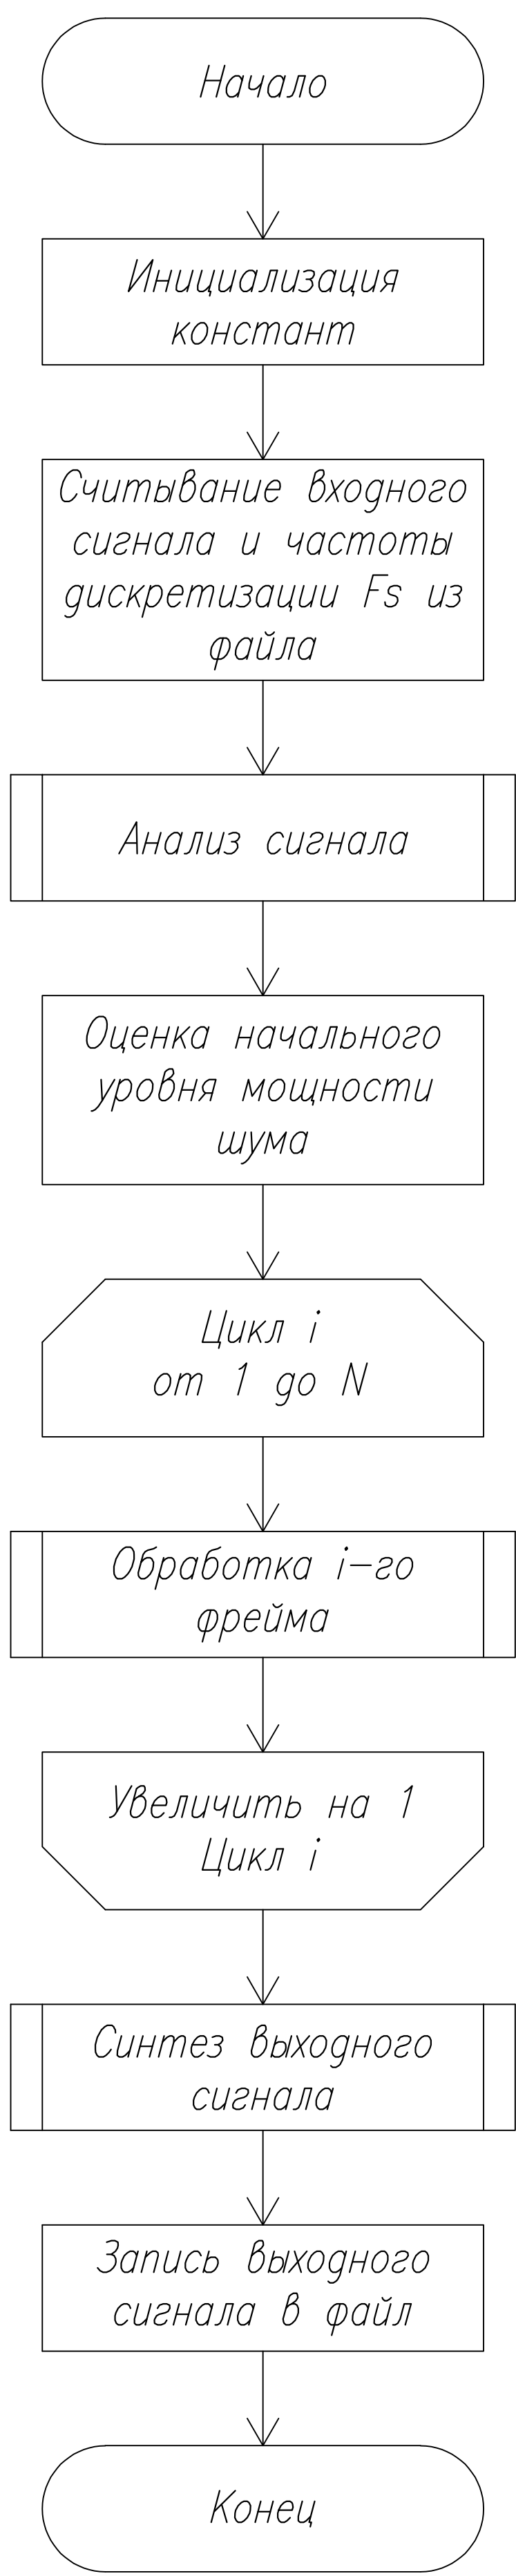 Начало
Инициализация
констант
Считывание входного
сигнала и частоты
дискретизации Fs из
файла
Анализ сигнала
Оценка начального
уровня мощности
шума
Цикл i
от 1 до N
Обработка i-го
фрейма
Увеличить на 1
Цикл i
Синтез выходного
сигнала
Запись выходного
сигнала в файл
Конец